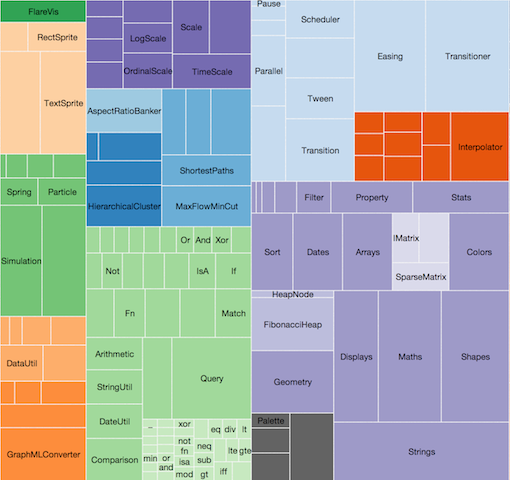 FlareVis
RectSprite
TextSprite
Spring
Particle
Simulation
DataUtil
GraphMLConverter
Scale
LogScale
OrdinalScale
TimeScale
AspectRatioBanker
ShortestPaths
HierarchicalCluster
MaxFlowMinCut
Or
And
Xor
Not
IsA
If
Fn
Match
Arithmetic
StringUtil
Query
DateUtil
Comparison
–
xor
eq
div
lt
not
fn
neq
lte
gte
min
or
isa
sub
and
mod
gt
iff
Pause
Scheduler
Parallel
Easing
Transitioner
Tween
Transition
Interpolator
Filter
Property
Stats
Sort
Dates
Arrays
IMatrix
SparseMatrix
Colors
HeapNode
FibonacciHeap
Geometry
Displays
Maths
Shapes
Palette
Strings